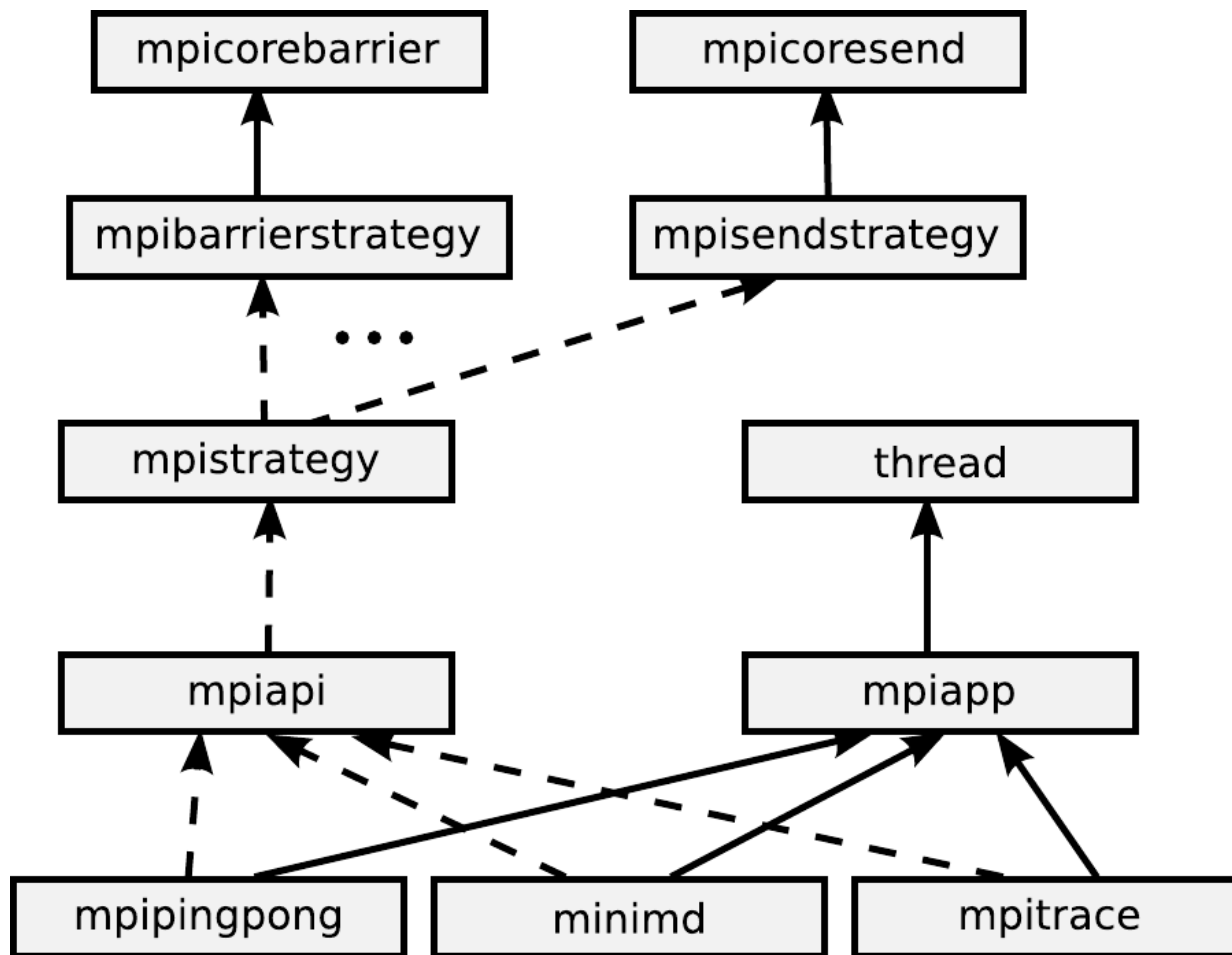 mpicorebarrier
mpicoresend
mpibarrierstrategy
mpisendstrategy
...
mpistrategy
thread
mpiapi
mpiapp
mpipingpong
minimd
mpitrace